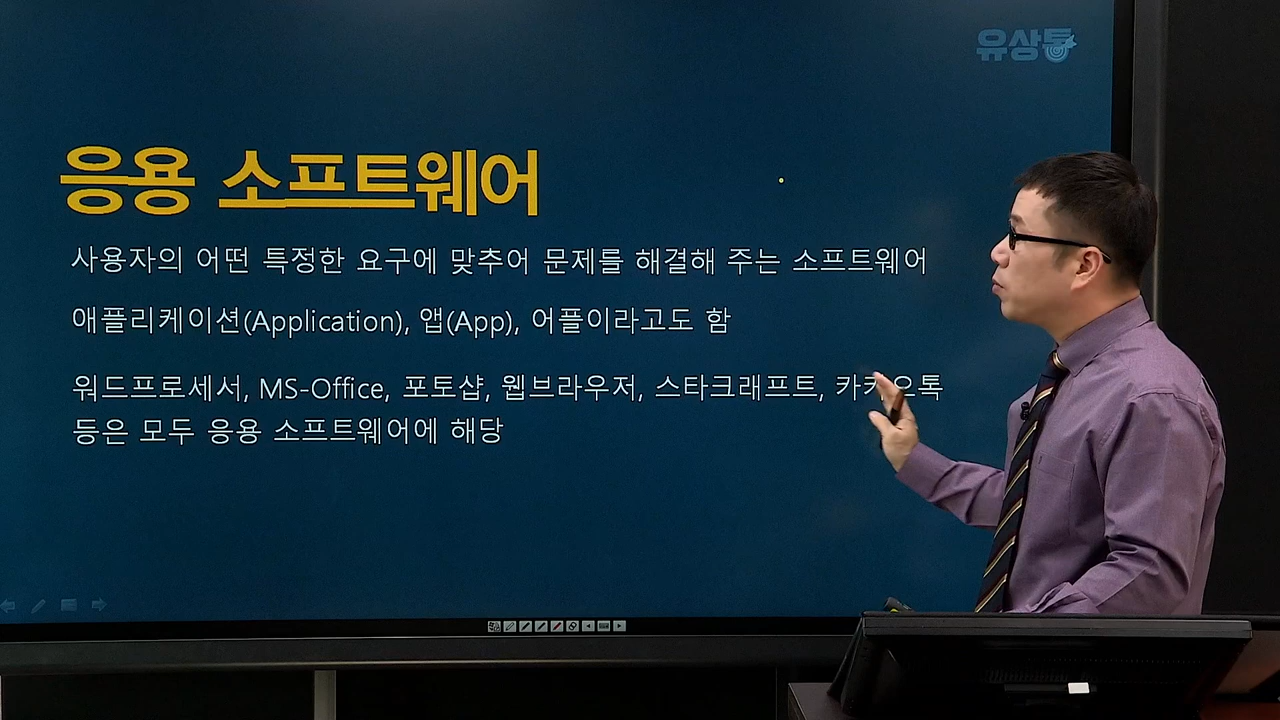 유상통
응용 소프트웨어
사용자의 어떤 특정한 요구에 맞추어 문제를 해결해 주는 소프트웨어
애플리케이션(Application), 앱(App), 어플이라고도 함
워드프로세서, MS-Office, 포토샵, 웹브라우저, 스타크래프트, 카카오톡
등은 모두 응용 소프트웨어에 해당